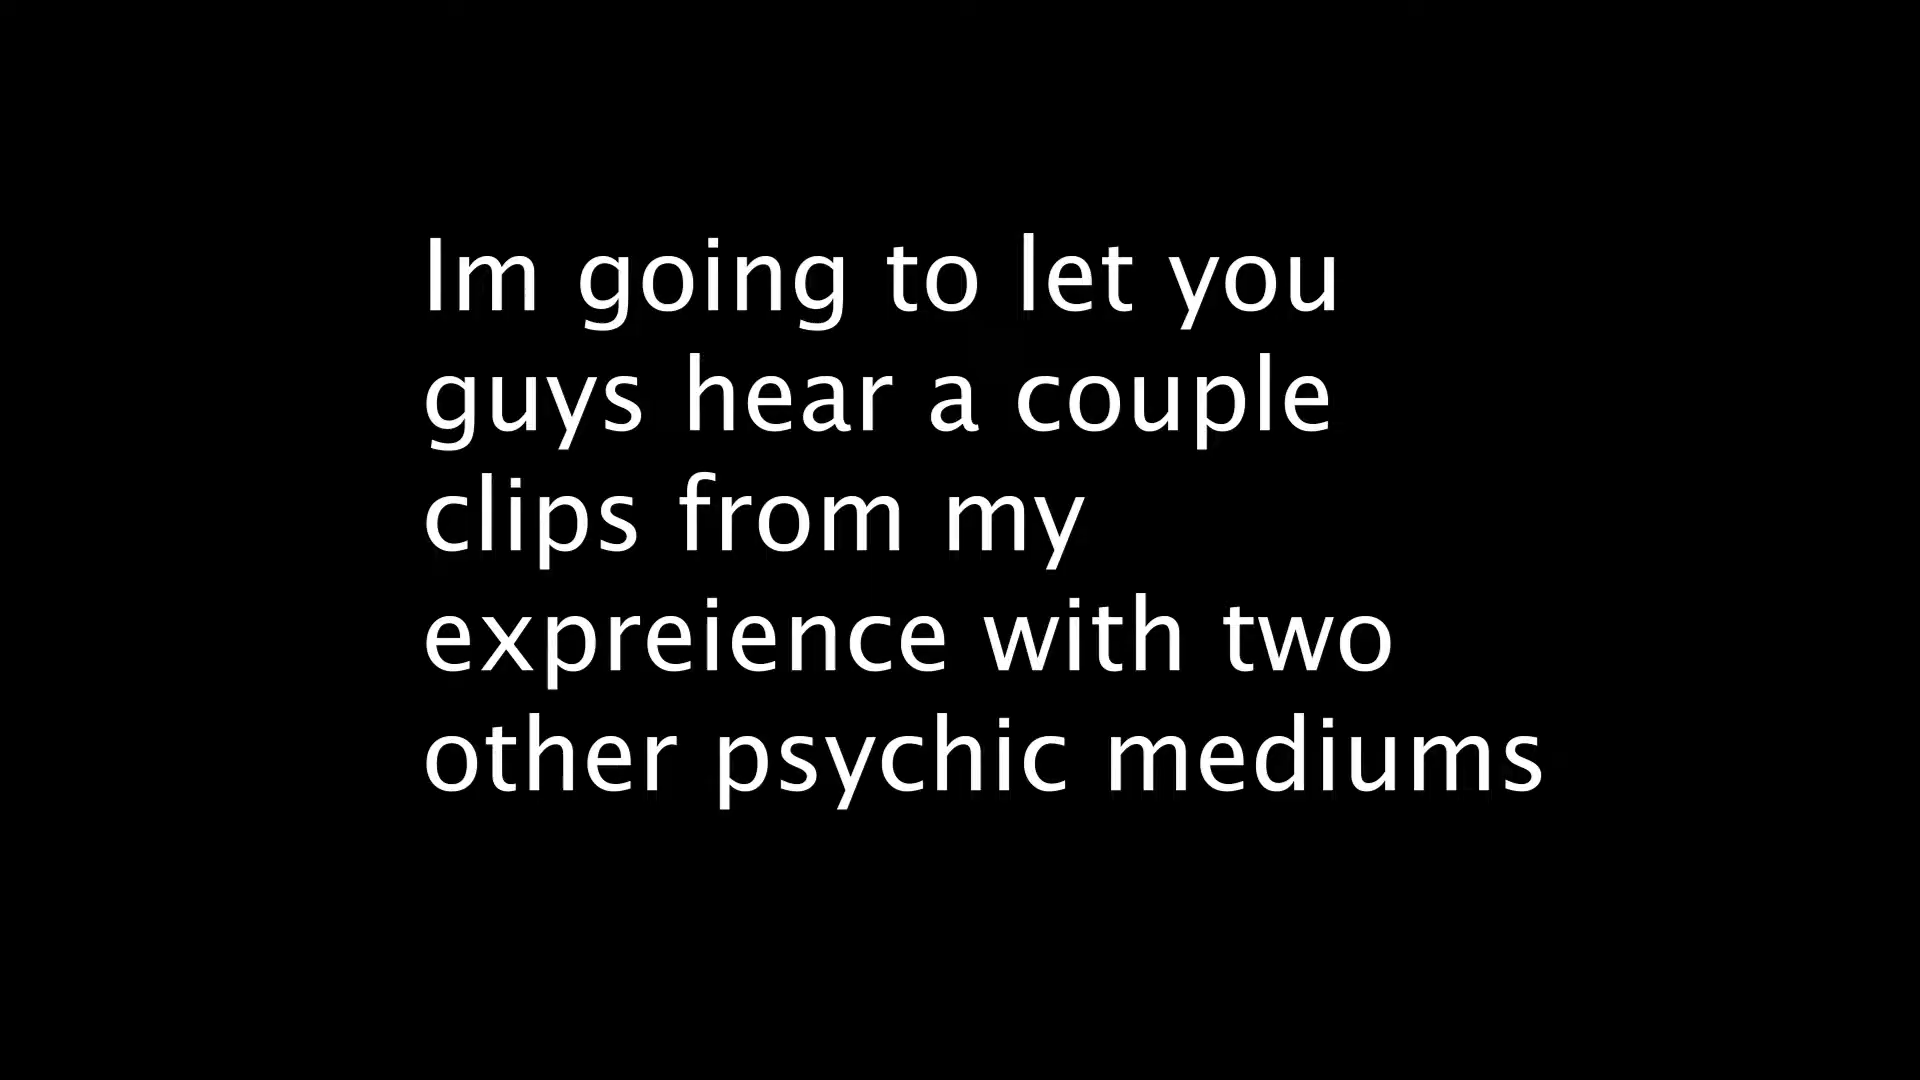 Im going to let you
guys hear a couple
clips from my
expreience with two
other psychic mediums